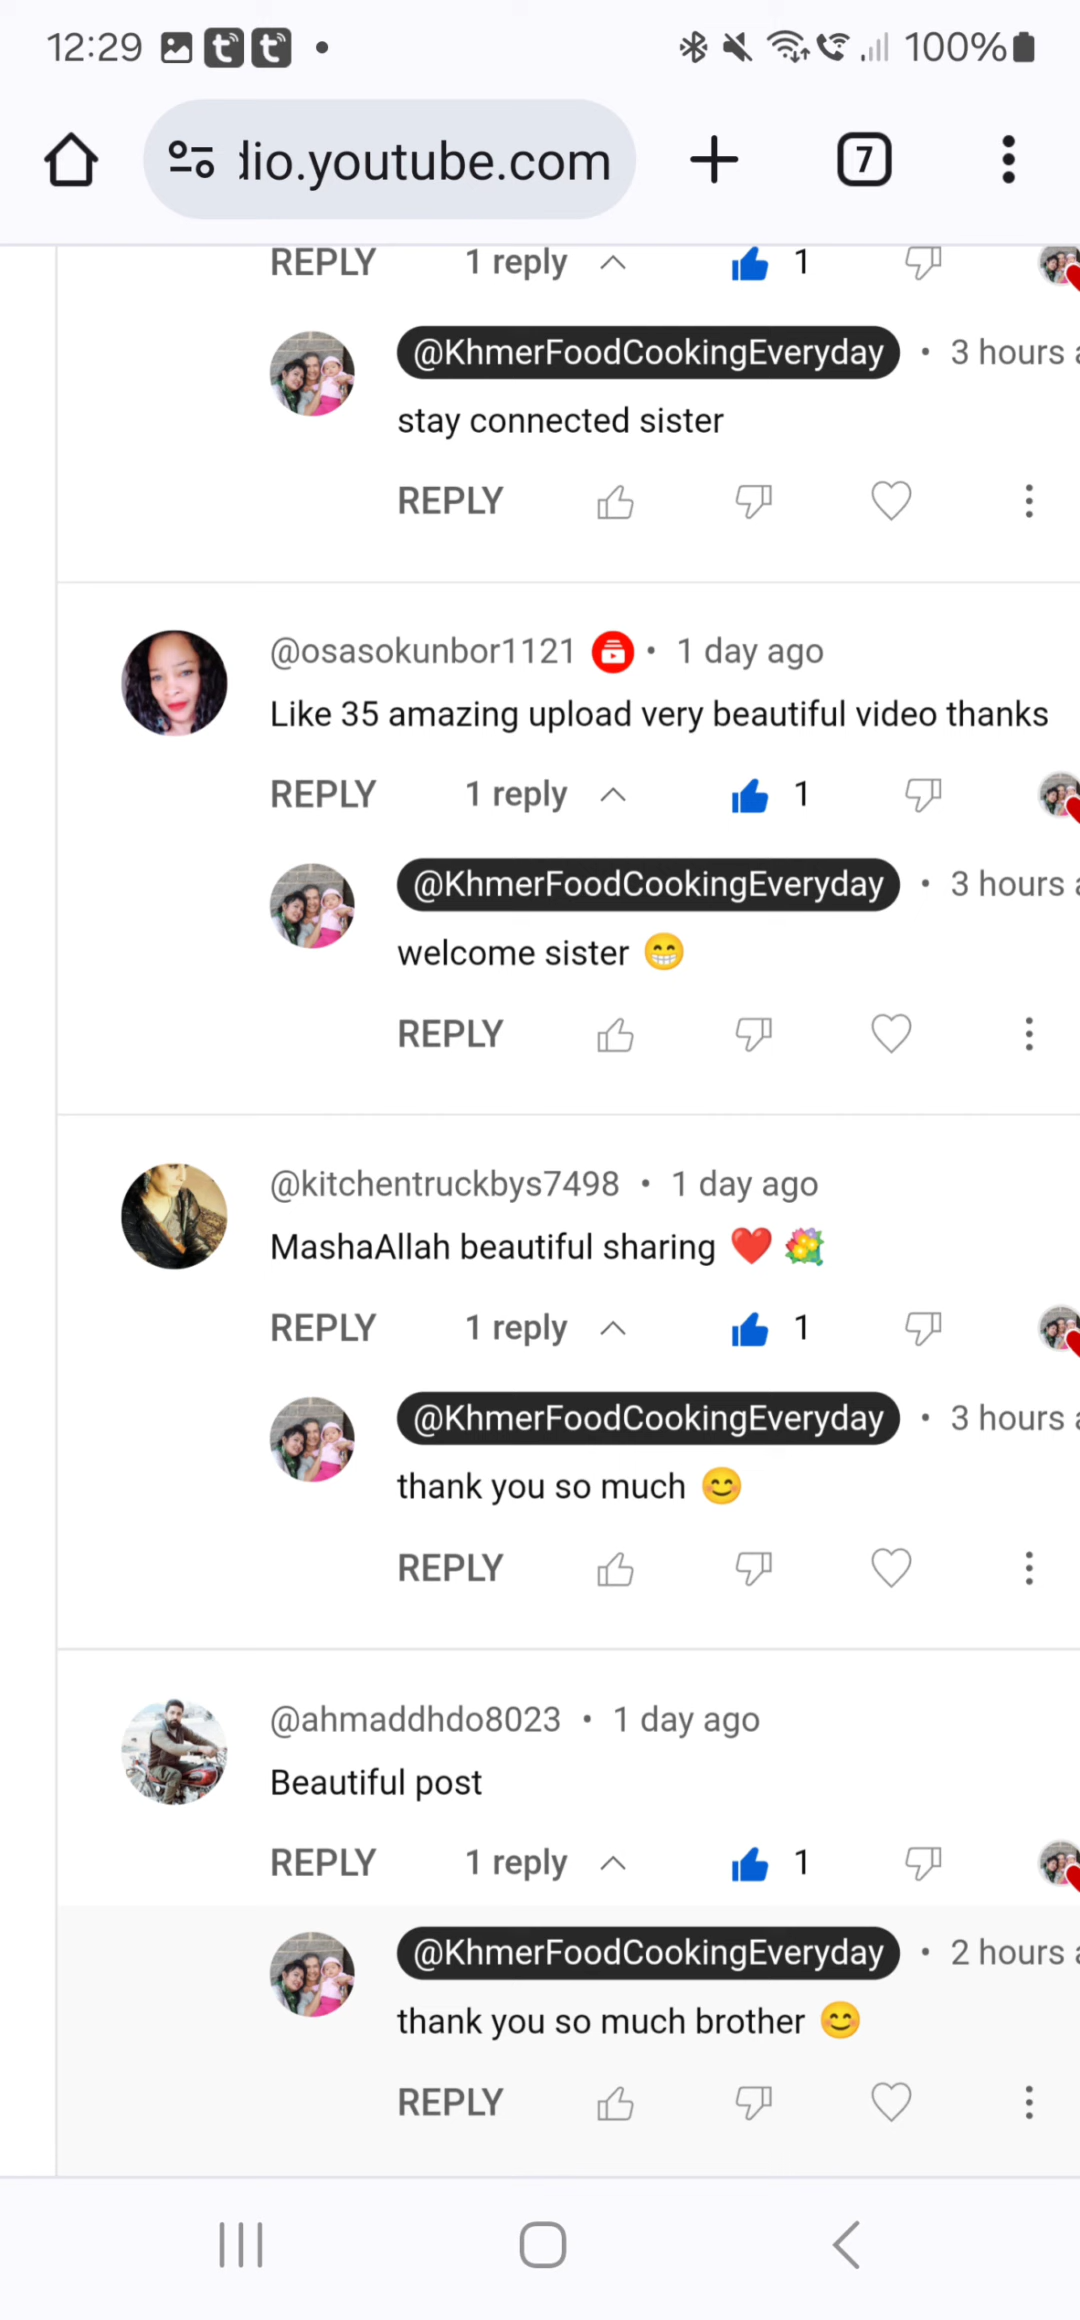 12:29 100%
lio.youtube.com 7
REPLY 1 reply 1
@KhmerFoodCookingEveryday • 3 hours a
stay connected sister
REPLY
@osasokunbor1121 • 1 day ago
Like 35 amazing upload very beautiful video thanks
REPLY 1 reply 1
@KhmerFoodCookingEveryday • 3 hours a
welcome sister 😁
REPLY
@kitchentruckbys7498 • 1 day ago
MashaAllah beautiful sharing ❤️ 💐
REPLY 1 reply 1
@KhmerFoodCookingEveryday • 3 hours a
thank you so much 😊
REPLY
@ahmaddhdo8023 • 1 day ago
Beautiful post
REPLY 1 reply 1
@KhmerFoodCookingEveryday • 2 hours a
thank you so much brother 😊
REPLY